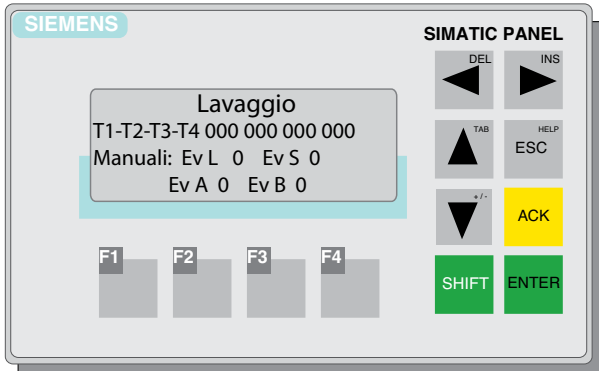 SIEMENS
SIMATIC PANEL
Lavaggio
T1-T2-T3-T4 000 000 000 000
Manuali: Ev L 0 Ev S 0
Ev A 0 Ev B 0
DEL
INS
TAB
HELP
ESC
+ / -
ACK
F1 F2 F3 F4
SHIFT
ENTER